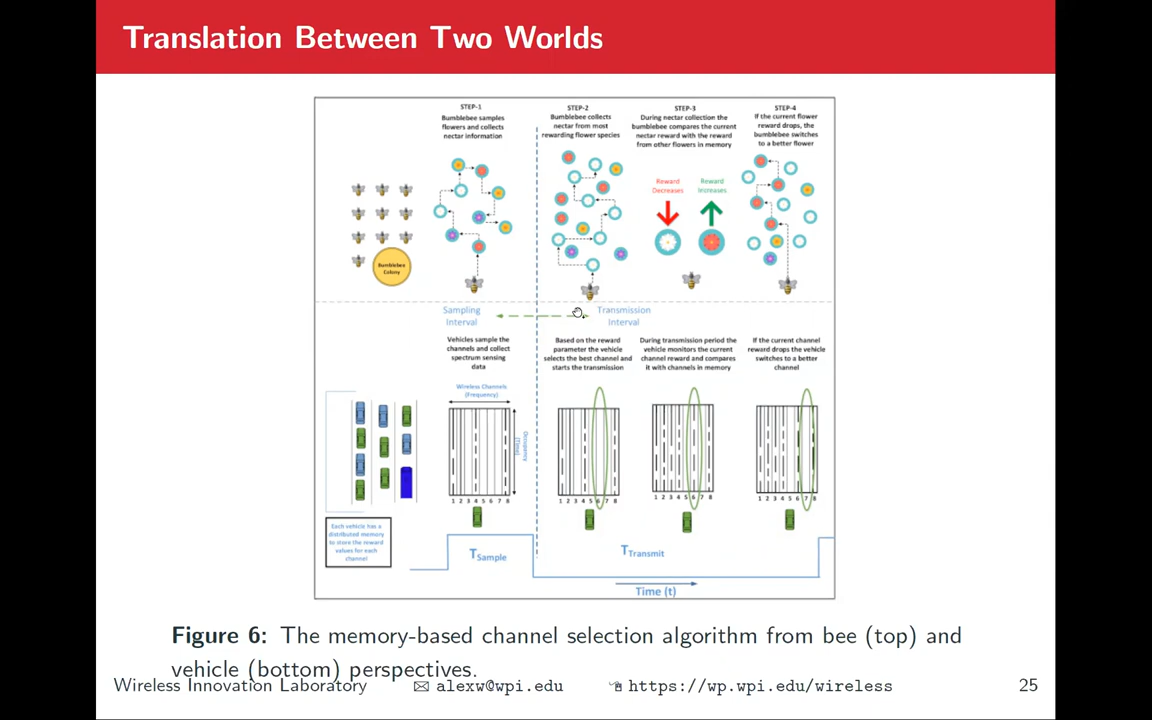 Translation Between Two Worlds
STEP-1
Bumblebee samples
flowers and collects
nectar information
STEP-2
Bumblebee collects
nectar from most
rewarding flower species
STEP-3
During nectar collection the
bumblebee compares the current
nectar reward with the reward
from other flowers in memory
STEP-4
If the current flower
reward drops, the
bumblebee switches
to a better flower
Reward
Decreases
Reward
Increases
Bumblebee
Colony
Sampling
Interval
Transmission
Interval
Vehicles sample the
channels and collect
spectrum sensing
data
Based on the reward
parameter the vehicle
selects the best channel and
starts the transmission
During transmission period the
vehicle monitors the current
channel reward and compares
it with channels in memory
If the current channel
reward drops the vehicle
switches to a better
channel
Wireless Channels
(Frequency)
Occupancy
(Time)
1 2 3 4 5 6 7 8
1 2 3 4 5 6 7 8
1 2 3 4 5 6 7 8
1 2 3 4 5 6 7 8
Each vehicle has a
distributed memory
to store the reward
values for each
channel
TSample
TTransmit
Time (t)
Figure 6: The memory-based channel selection algorithm from bee (top) and
vehicle (bottom) perspectives.
Wireless Innovation Laboratory alexw@wpi.edu https://wp.wpi.edu/wireless 25